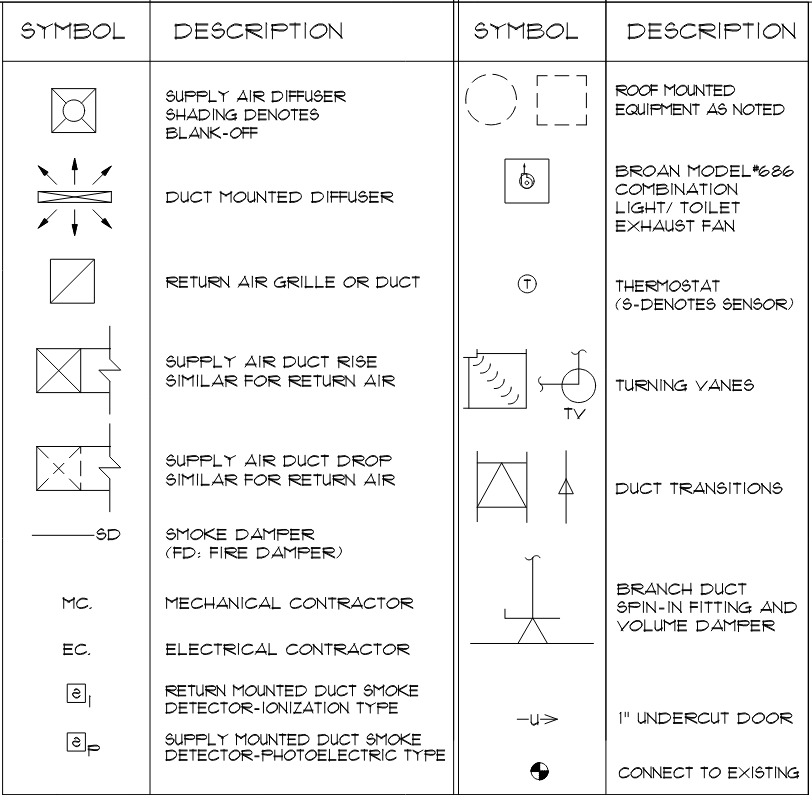 SYMBOL DESCRIPTION
SUPPLY AIR DIFFUSER
SHADING DENOTES
BLANK-OFF
DUCT MOUNTED DIFFUSER
RETURN AIR GRILLE OR DUCT
SUPPLY AIR DUCT RISE
SIMILAR FOR RETURN AIR
SUPPLY AIR DUCT DROP
SIMILAR FOR RETURN AIR
SD SMOKE DAMPER
(FD: FIRE DAMPER)
MC. MECHANICAL CONTRACTOR
EC. ELECTRICAL CONTRACTOR
RETURN MOUNTED DUCT SMOKE
DETECTOR-IONIZATION TYPE
SUPPLY MOUNTED DUCT SMOKE
P DETECTOR-PHOTOELECTRIC TYPE
SYMBOL DESCRIPTION
ROOF MOUNTED
EQUIPMENT AS NOTED
BROAN MODEL#686
COMBINATION
LIGHT/ TOILET
EXHAUST FAN
T THERMOSTAT
(S-DENOTES SENSOR)
TURNING VANES
TV
DUCT TRANSITIONS
BRANCH DUCT
SPIN-IN FITTING AND
VOLUME DAMPER
U 1" UNDERCUT DOOR
CONNECT TO EXISTING